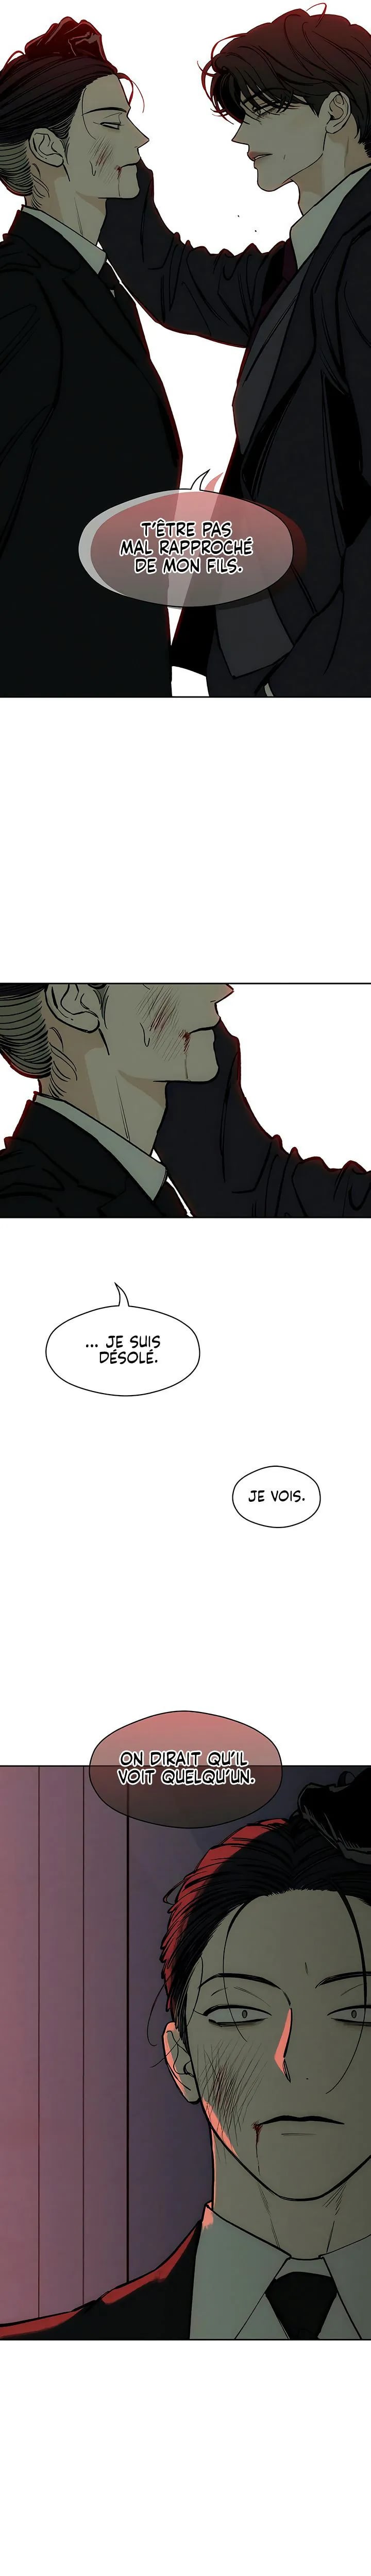 T'ÊTRE PAS
MAL RAPPROCHÉ
DE MON FILS.
... JE SUIS
DÉSOLÉ.
JE VOIS.
ON DIRAIT QU'IL
VOIT QUELQU'UN.